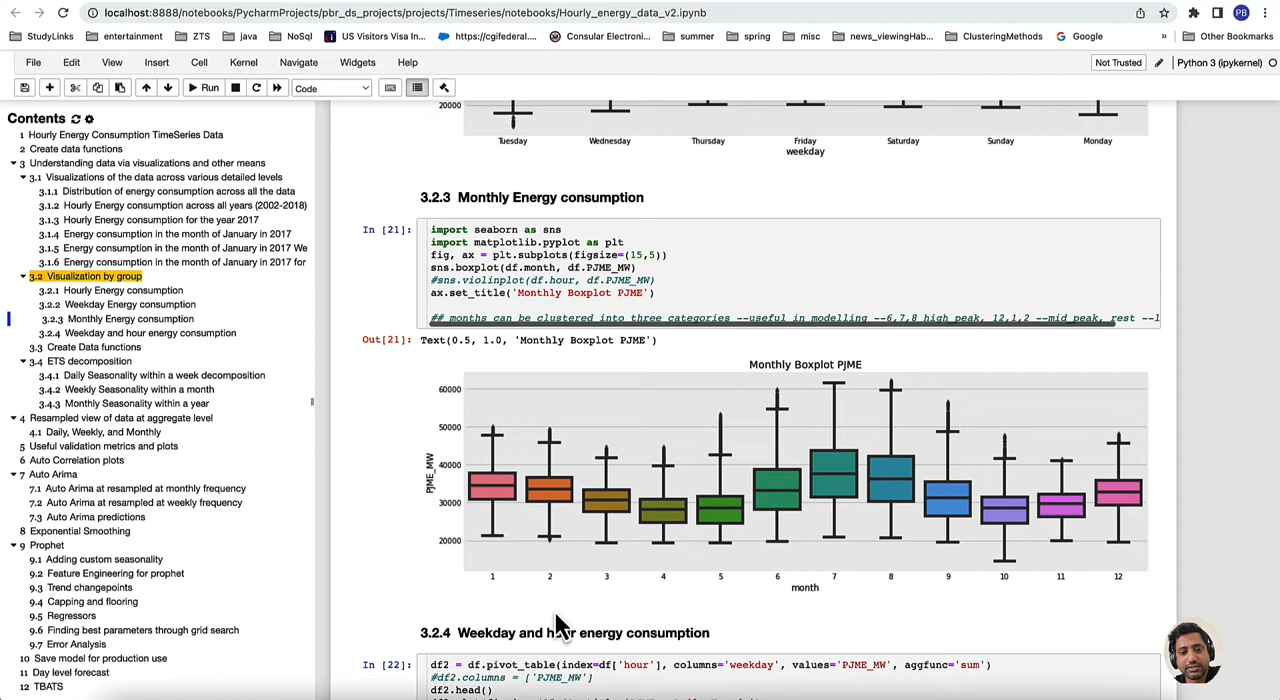 localhost:8888/notebooks/PycharmProjects/pbr_ds_projects/projects/Timeseries/notebooks/Hourly_energy_data_v2.ipynb
PB
StudyLinks entertainment ZTS java NoSql US Visitors Visa In... https://cgifederal.... Consular Electroni... summer spring misc news_viewingHab... ClusteringMethods Google » Other Bookmarks
File Edit View Insert Cell Kernel Navigate Widgets Help Not Trusted Python 3 (ipykernel)
Run Code
Contents
1 Hourly Energy Consumption TimeSeries Data
2 Create data functions
3 Understanding data via visualizations and other means
3.1 Visualizations of the data across various detailed levels
3.1.1 Distribution of energy consumption across all the data
3.1.2 Hourly Energy consumption across all years (2002-2018)
3.1.3 Hourly Energy consumption for the year 2017
3.1.4 Energy consumption in the month of January in 2017
3.1.5 Energy consumption in the month of January in 2017 We
3.1.6 Energy consumption in the month of January in 2017 for
3.2 Visualization by group
3.2.1 Hourly Energy consumption
3.2.2 Weekday Energy consumption
3.2.3 Monthly Energy consumption
3.2.4 Weekday and hour energy consumption
3.3 Create Data functions
3.4 ETS decomposition
3.4.1 Daily Seasonality within a week decomposition
3.4.2 Weekly Seasonality within a month
3.4.3 Monthly Seasonality within a year
4 Resampled view of data at aggregate level
4.1 Daily, Weekly, and Monthly
5 Useful validation metrics and plots
6 Auto Correlation plots
7 Auto Arima
7.1 Auto Arima at resampled at monthly frequency
7.2 Auto Arima at resampled at weekly frequency
7.3 Auto Arima predictions
8 Exponential Smoothing
9 Prophet
9.1 Adding custom seasonality
9.2 Feature Engineering for prophet
9.3 Trend changepoints
9.4 Capping and flooring
9.5 Regressors
9.6 Finding best parameters through grid search
9.7 Error Analysis
10 Save model for production use
11 Day level forecast
12 TBATS
20000
Tuesday Wednesday Thursday Friday Saturday Sunday Monday
weekday
3.2.3 Monthly Energy consumption
In [21]: import seaborn as sns
import matplotlib.pyplot as plt
fig, ax = plt.subplots(figsize=(15,5))
sns.boxplot(df.month, df.PJME_MW)
#sns.violinplot(df.hour, df.PJME_MW)
ax.set_title('Monthly Boxplot PJME')
## months can be clustered into three categories --useful in modelling --6,7,8 high_peak, 12,1,2 --mid_peak, rest --l
Out[21]: Text(0.5, 1.0, 'Monthly Boxplot PJME')
Monthly Boxplot PJME
60000
50000
40000
30000
20000
PJME_MW
1 2 3 4 5 6 7 8 9 10 11 12
month
3.2.4 Weekday and hour energy consumption
In [22]: df2 = df.pivot_table(index=df['hour'], columns='weekday', values='PJME_MW', aggfunc='sum')
#df2.columns = ['PJME_MW']
df2.head()